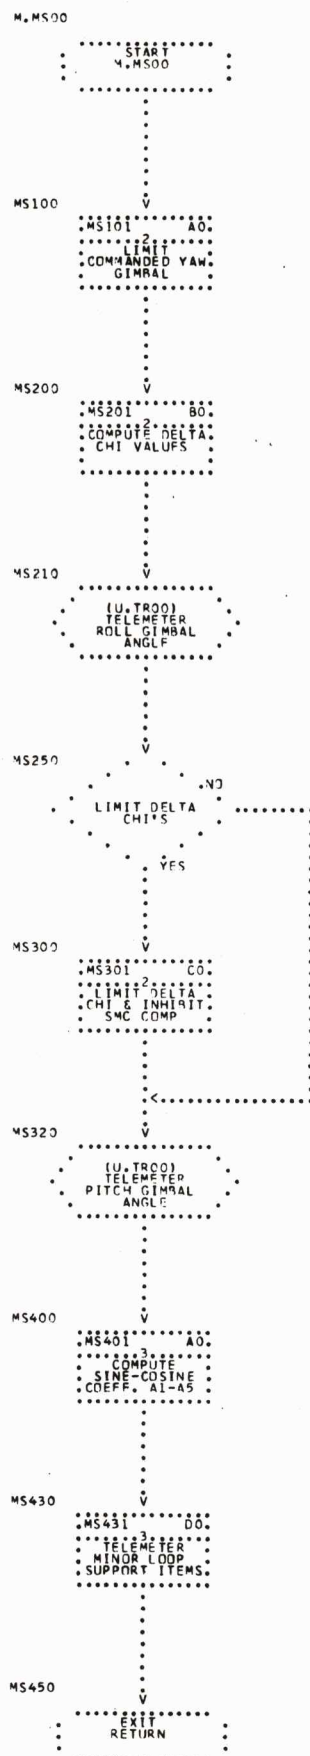 M.MS00
START
M.MS00
MS100
MS101 A0
2
LIMIT
COMMANDED YAW
GIMBAL
MS200
MS201 B0
2
COMPUTE DELTA
CHI VALUES
MS210
(U.TR00)
TELEMETER
ROLL GIMBAL
ANGLE
MS250
NO
LIMIT DELTA
CHI'S
YES
MS300
MS301 C0
2
LIMIT DELTA
CHI & INHIBIT
SMC COMP
MS320
(U.TR00)
TELEMETER
PITCH GIMBAL
ANGLE
MS400
MS401 A0
3
COMPUTE
SINE-COSINE
COEFF. A1-A5
MS430
MS431 D0
3
TELEMETER
MINOR LOOP
SUPPORT ITEMS
MS450
EXIT
RETURN